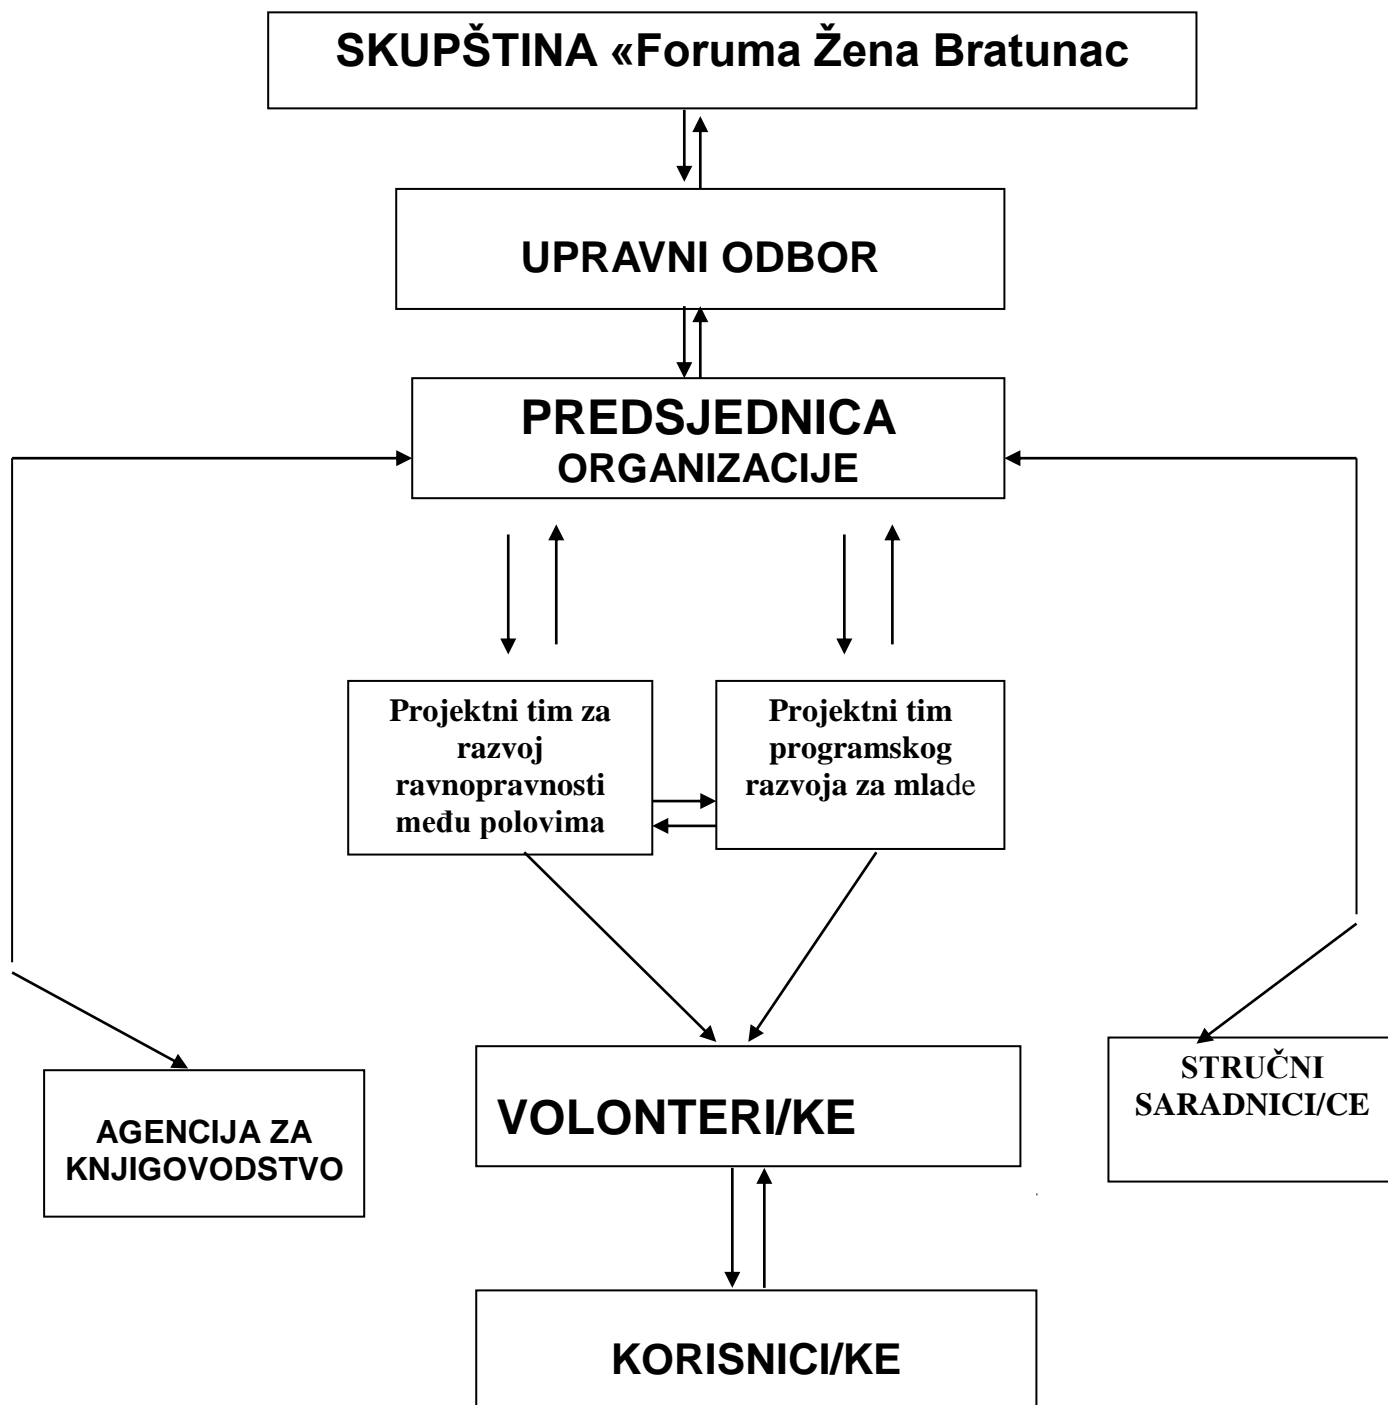 SKUPŠTINA «Foruma Žena Bratunac
UPRAVNI ODBOR
PREDSJEDNICA
ORGANIZACIJE
Projektni tim za
razvoj
ravnopravnosti
među polovima
Projektni tim
programskog
razvoja za mlade
AGENCIJA ZA
KNJIGOVODSTVO
VOLONTERI/KE
STRUČNI
SARADNICI/CE
KORISNICI/KE